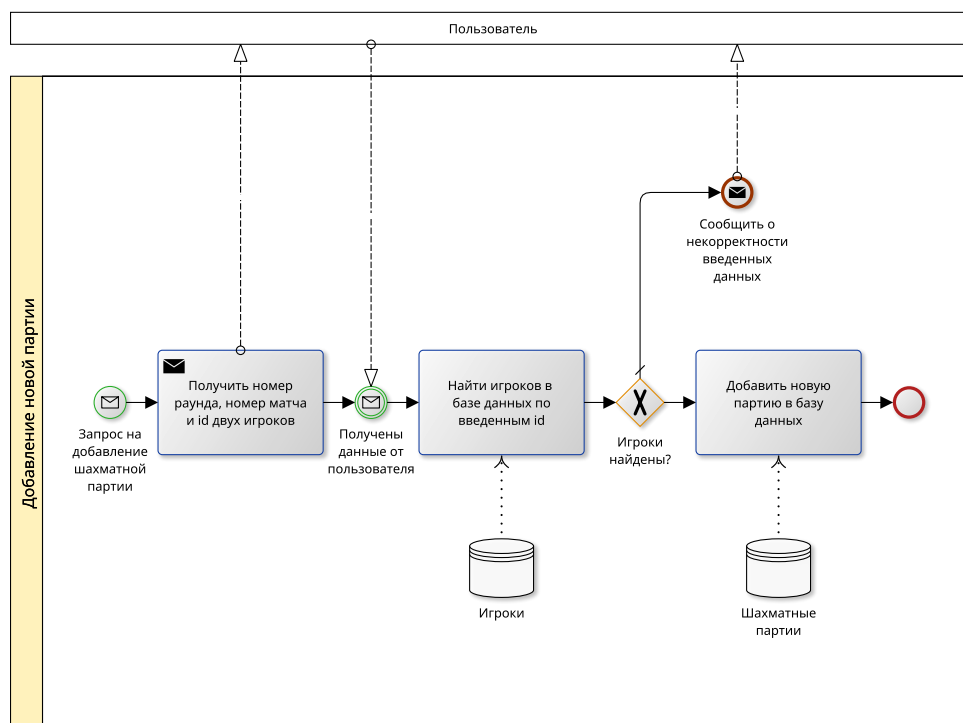 Пользователь
Добавление новой партии
Сообщить о
некорректности
введенных
данных
Получить номер
раунда, номер матча
и id двух игроков
Найти игроков в
базе данных по
введенным id
Добавить новую
партию в базу
данных
Запрос на
добавление
шахматной
партии
Получены
данные от
пользователя
Игроки
найдены?
Игроки
Шахматные
партии